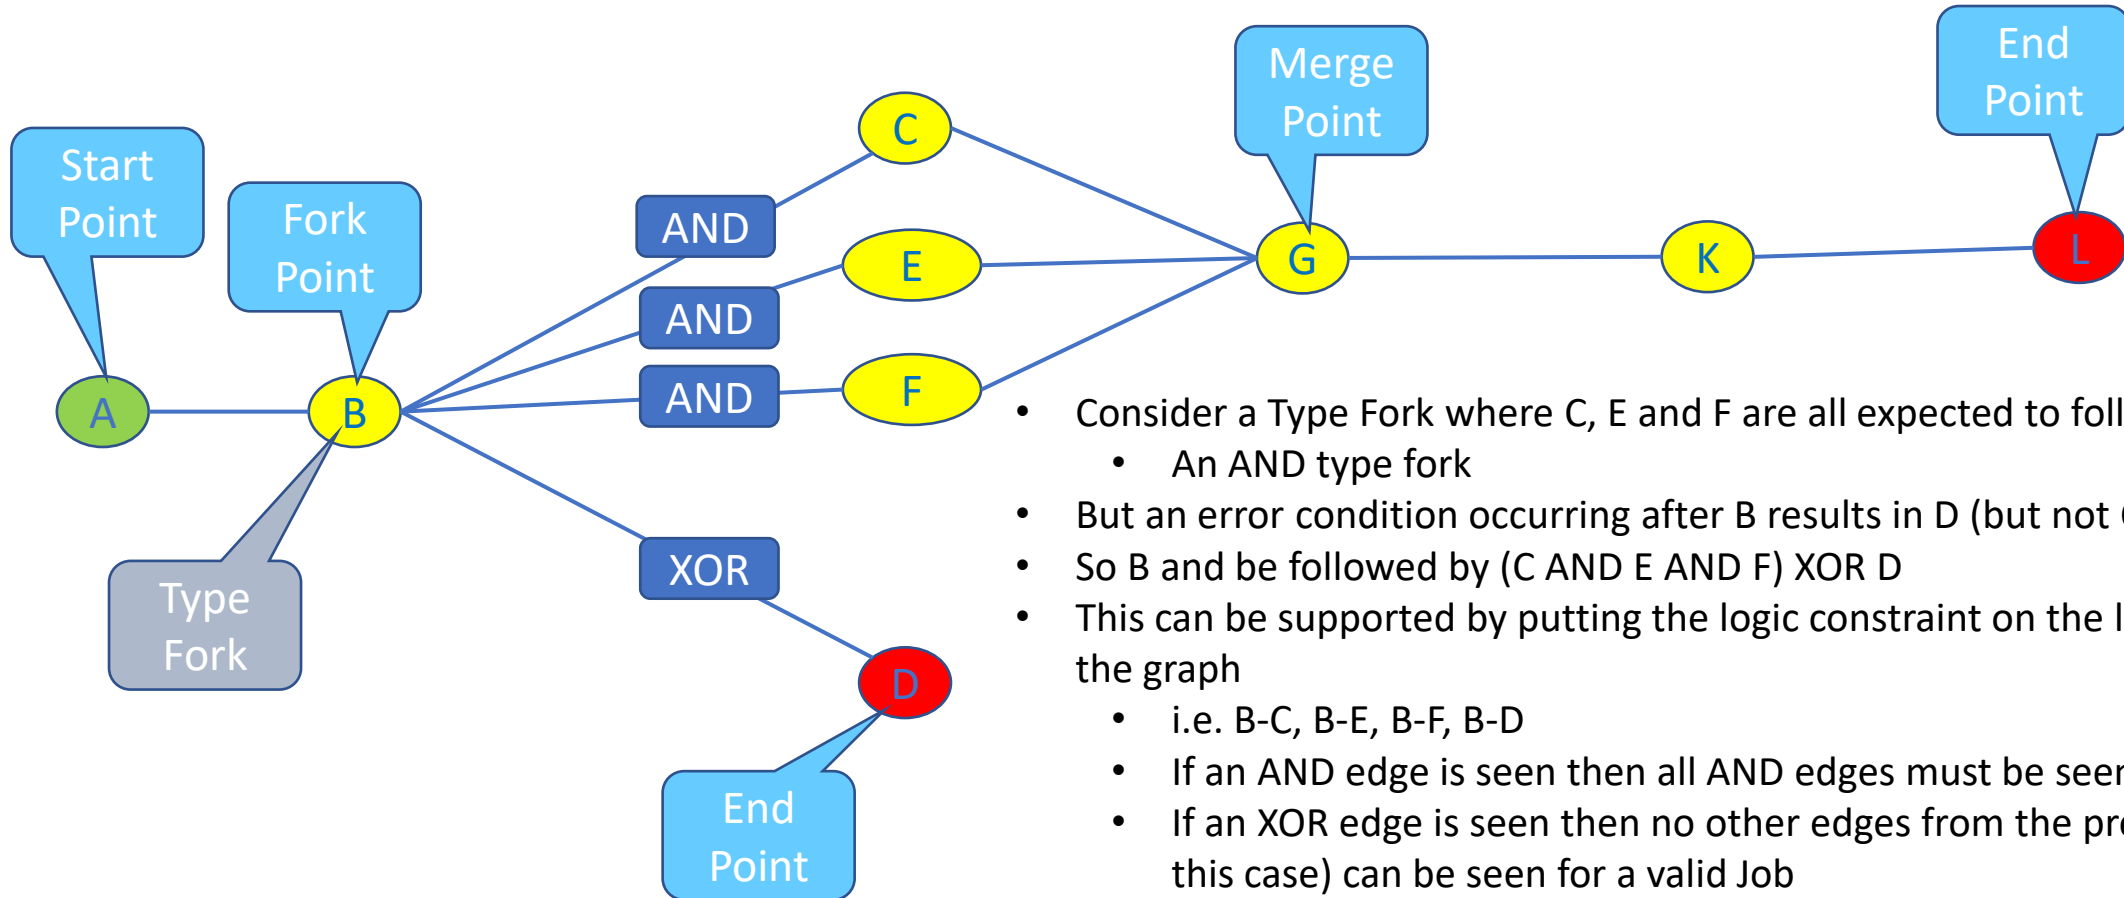 Start
Point
Fork
Point
Merge
Point
End
Point
C
AND
E
G
K
L
AND
F
AND
A
B
XOR
Type
Fork
D
End
Point
• Consider a Type Fork where C, E and F are all expected to
• An AND type fork
• But an error condition occurring after B results in D (but not
• So B and be followed by (C AND E AND F) XOR D
• This can be supported by putting the logic constraint on the
the graph
• i.e. B-C, B-E, B-F, B-D
• If an AND edge is seen then all AND edges must be seen
• If an XOR edge is seen then no other edges from the
this case) can be seen for a valid Job